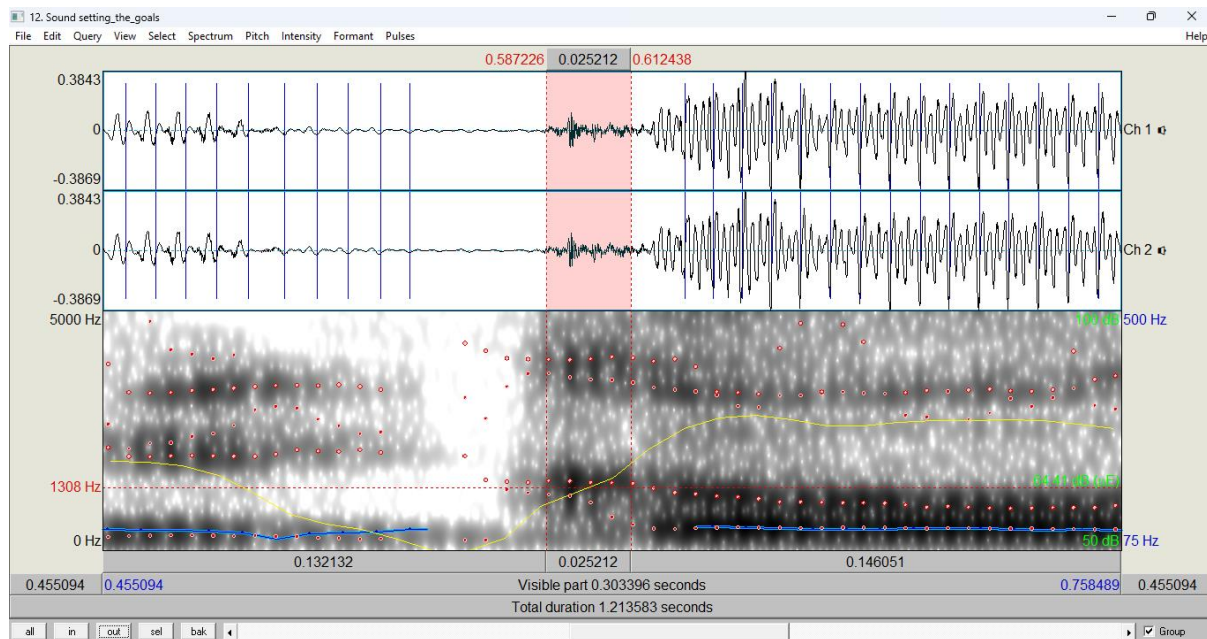 12. Sound setting_the_goals
File Edit Query View Select Spectrum Pitch Intensity Formant Pulses Help
0.587226 0.025212 0.612438
0.3843
0 Ch 1
-0.3869
0.3843
0 Ch 2
-0.3869
5000 Hz 500 Hz
1308 Hz
0 Hz 50 dB 75 Hz
0.132132 0.025212 0.146051
0.455094 0.455094 Visible part 0.303396 seconds 0.758489 0.455094
Total duration 1.213583 seconds
all in out sel bak Group